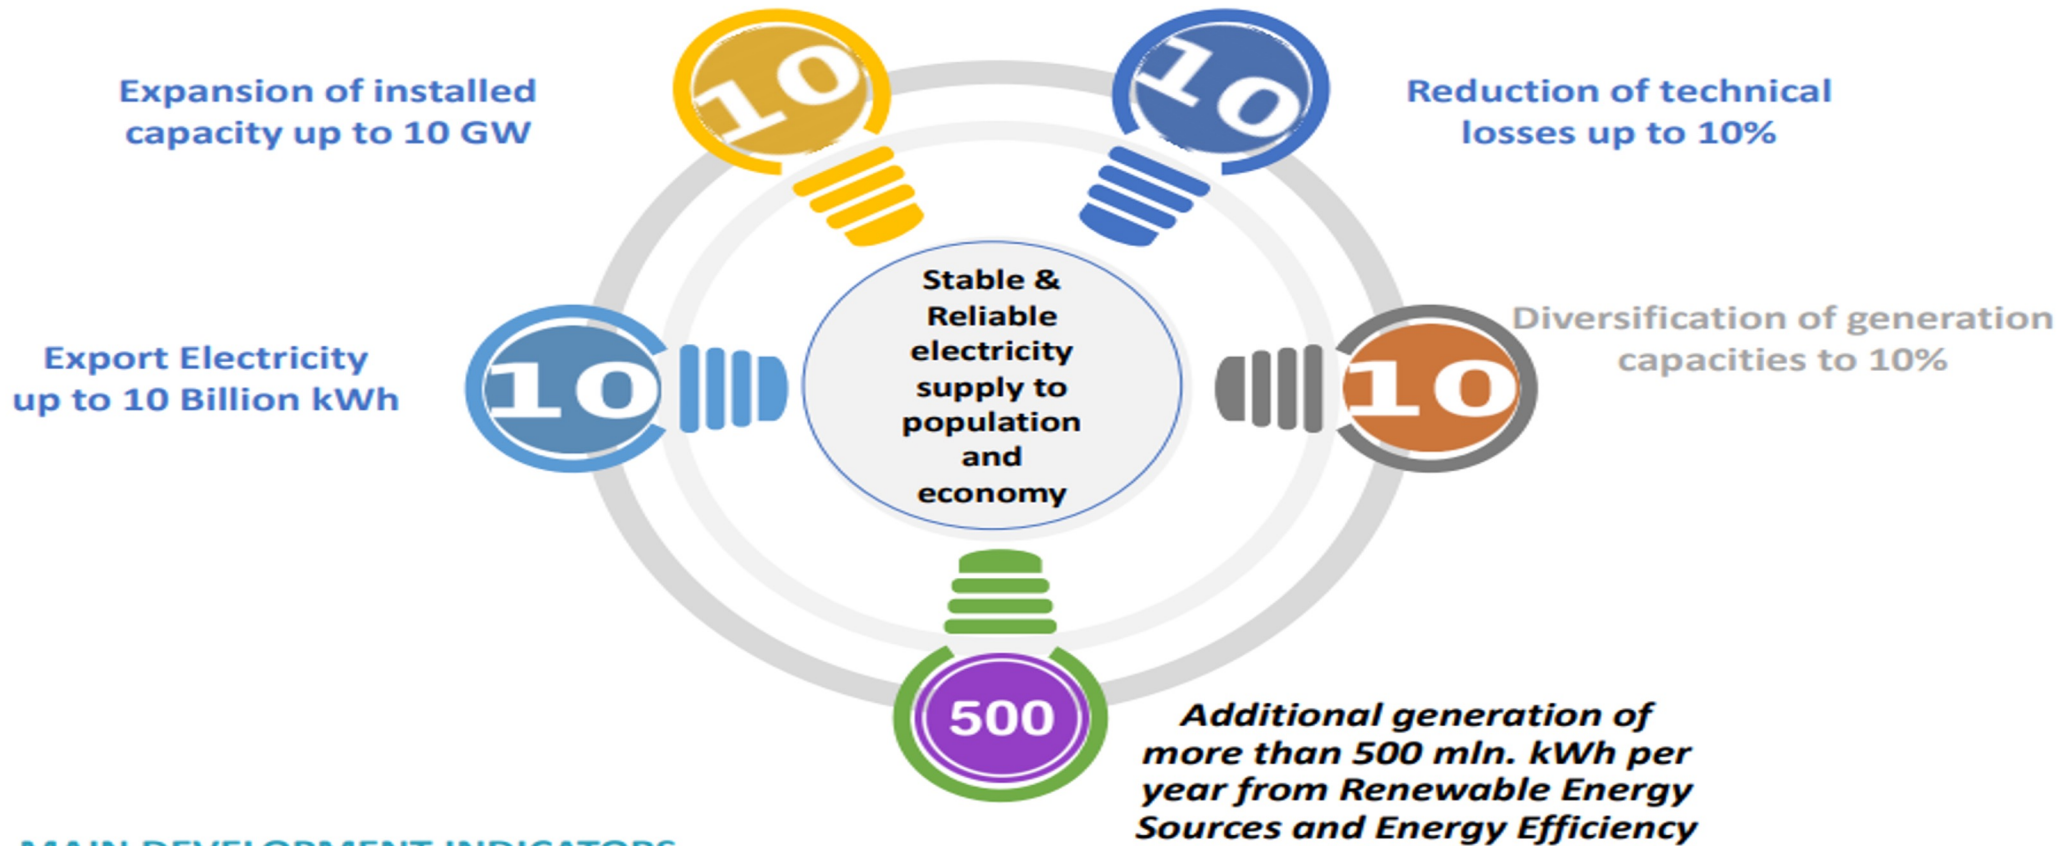 Expansion of installed
capacity up to 10 GW
10
10
Reduction of technical
losses up to 10%
Export Electricity
up to 10 Billion kWh
10
Stable &
Reliable
electricity
supply to
population
and
economy
10
Diversification of generation
capacities to 10%
500
Additional generation of
more than 500 mln. kWh per
year from Renewable Energy
Sources and Energy Efficiency
MAIN DEVELOPMENT INDICATORS